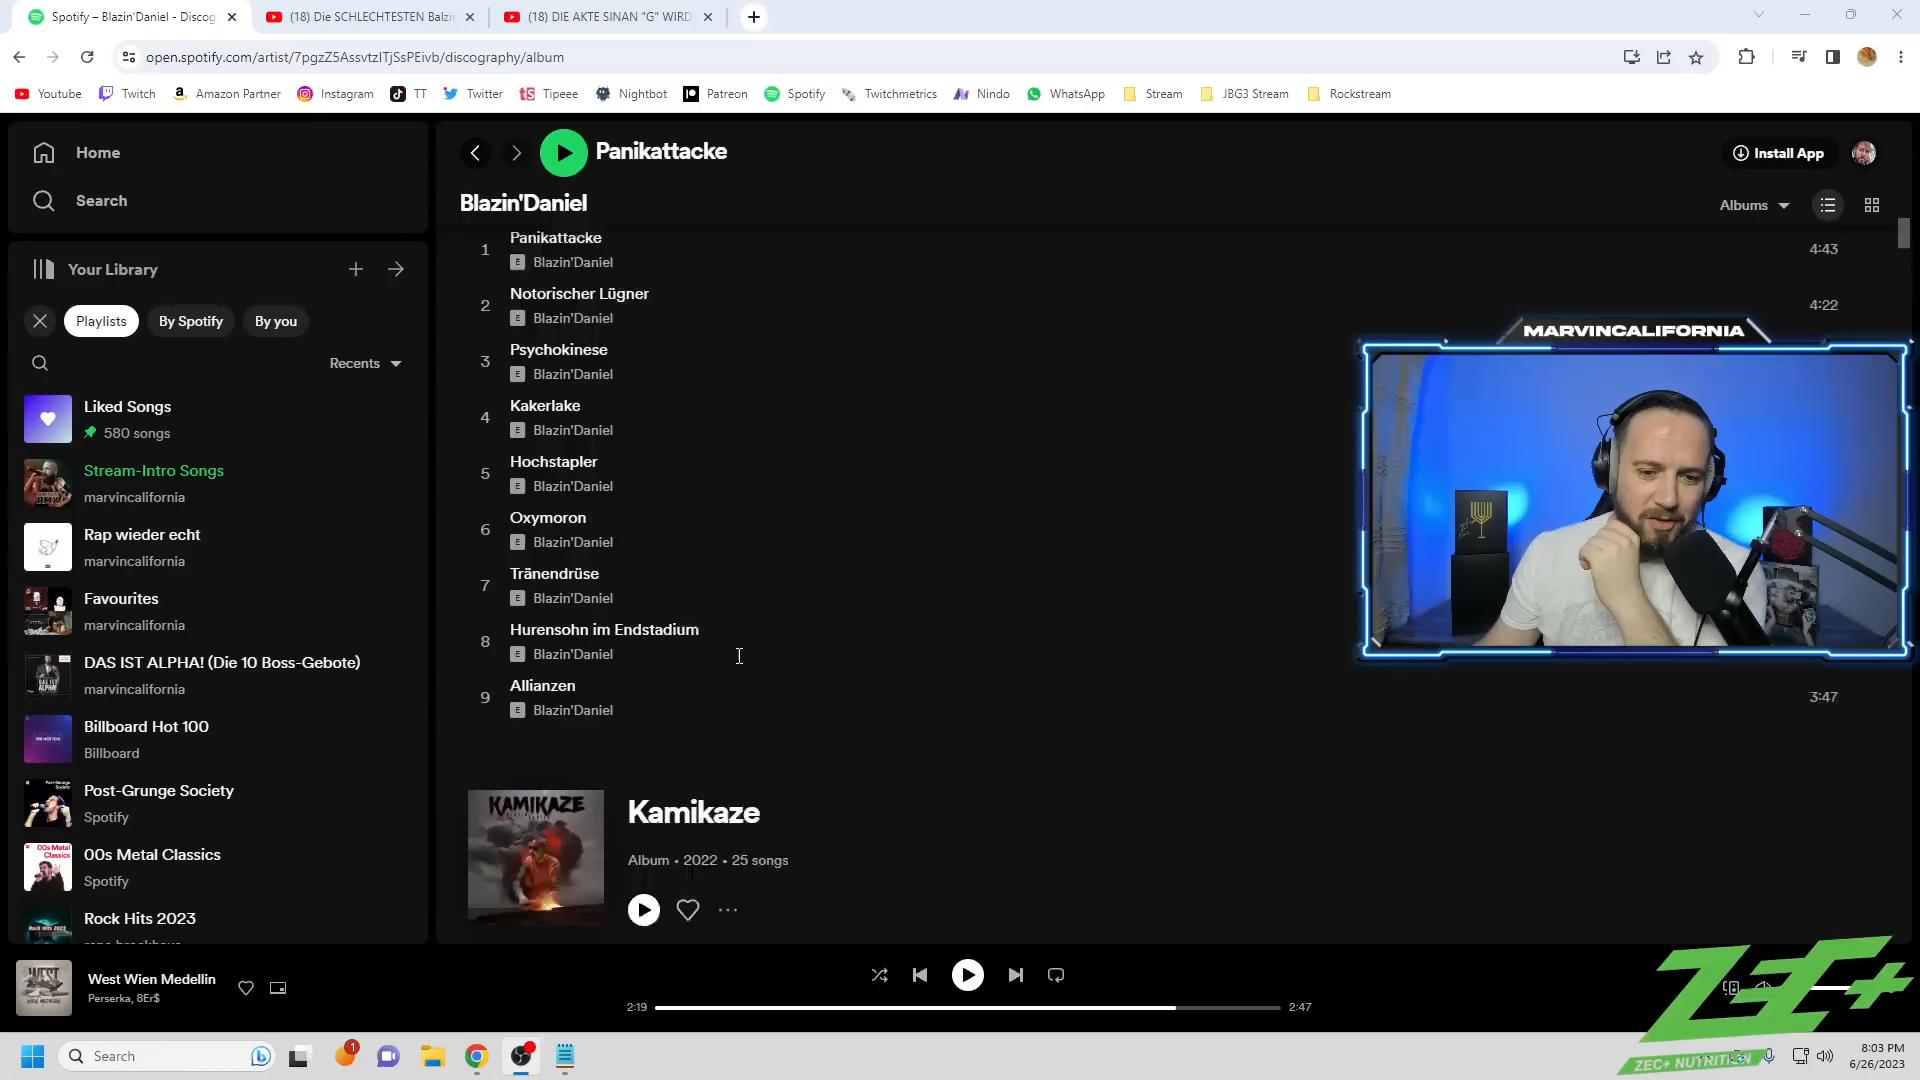 Spotify – Blazin'Daniel - Discog
(18) Die SCHLECHTESTEN Balzi
(18) DIE AKTE SINAN "G" WIRD
open.spotify.com/artist/7pgzZ5AssvtzITjSsPEivb/discography/album
Youtube
Twitch
Amazon Partner
Instagram
TT
Twitter
Tipeee
Nightbot
Patreon
Spotify
Twitchmetrics
Nindo
WhatsApp
Stream
JBG3 Stream
Rockstream
Home
Search
Your Library
Playlists
By Spotify
By you
Recents
Liked Songs
580 songs
Stream-Intro Songs
marvincalifornia
Rap wieder echt
marvincalifornia
Favourites
marvincalifornia
DAS IST ALPHA! (Die 10 Boss-Gebote)
marvincalifornia
Billboard Hot 100
Billboard
Post-Grunge Society
Spotify
00s Metal Classics
Spotify
Rock Hits 2023
Panikattacke
Install App
Blazin'Daniel
Albums
1 Panikattacke 4:43
E Blazin'Daniel
2 Notorischer Lügner 4:22
E Blazin'Daniel
3 Psychokinese
E Blazin'Daniel
4 Kakerlake
E Blazin'Daniel
5 Hochstapler
E Blazin'Daniel
6 Oxymoron
E Blazin'Daniel
7 Tränendrüse
E Blazin'Daniel
8 Hurensohn im Endstadium
E Blazin'Daniel
9 Allianzen 3:47
E Blazin'Daniel
MARVINCALIFORNIA
KAMIKAZE
Kamikaze
Album • 2022 • 25 songs
West Wien Medellin
Perserka, 8Er$
2:19
2:47
ZEC+
ZEC+ NUTRITION
Search
1
8:03 PM
6/26/2023